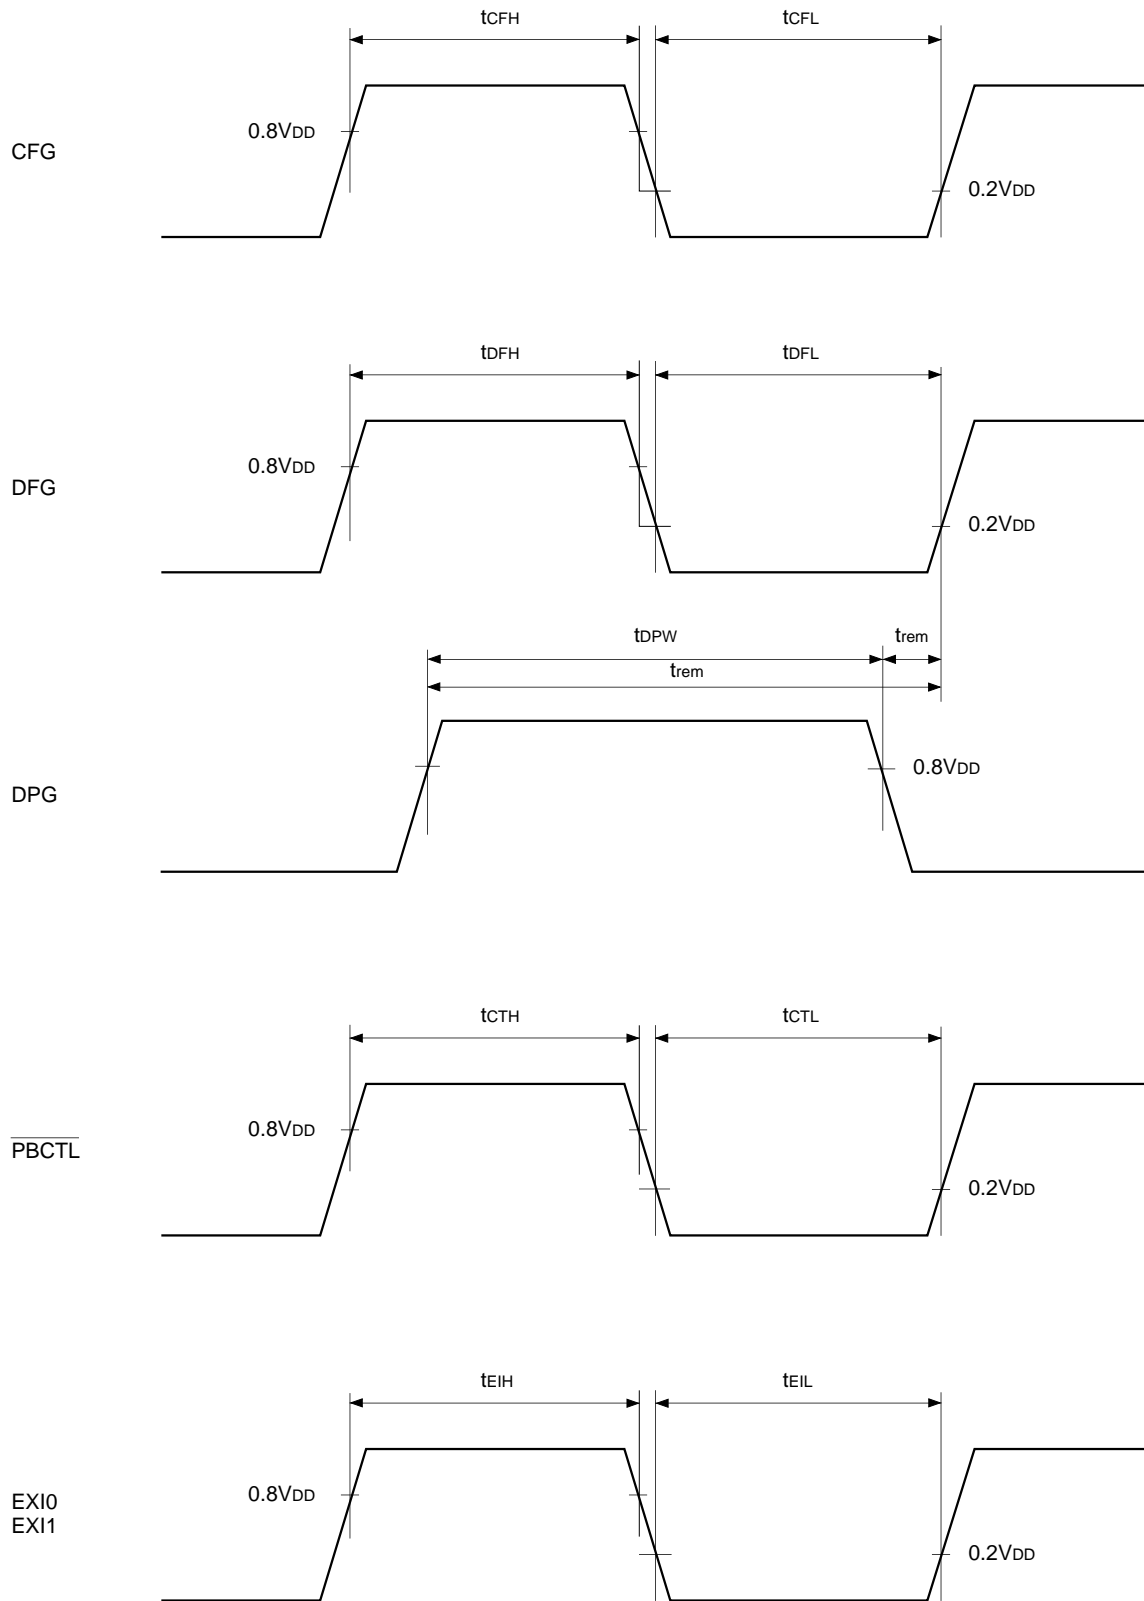 tCFH tCFL
0.8VDD
CFG
0.2VDD
tDFH tDFL
0.8VDD
DFG
0.2VDD
tDPW trem
trem
0.8VDD
DPG
tCTH tCTL
0.8VDD
PBCTL
0.2VDD
tEIH tEIL
0.8VDD
EXI0
EXI1
0.2VDD